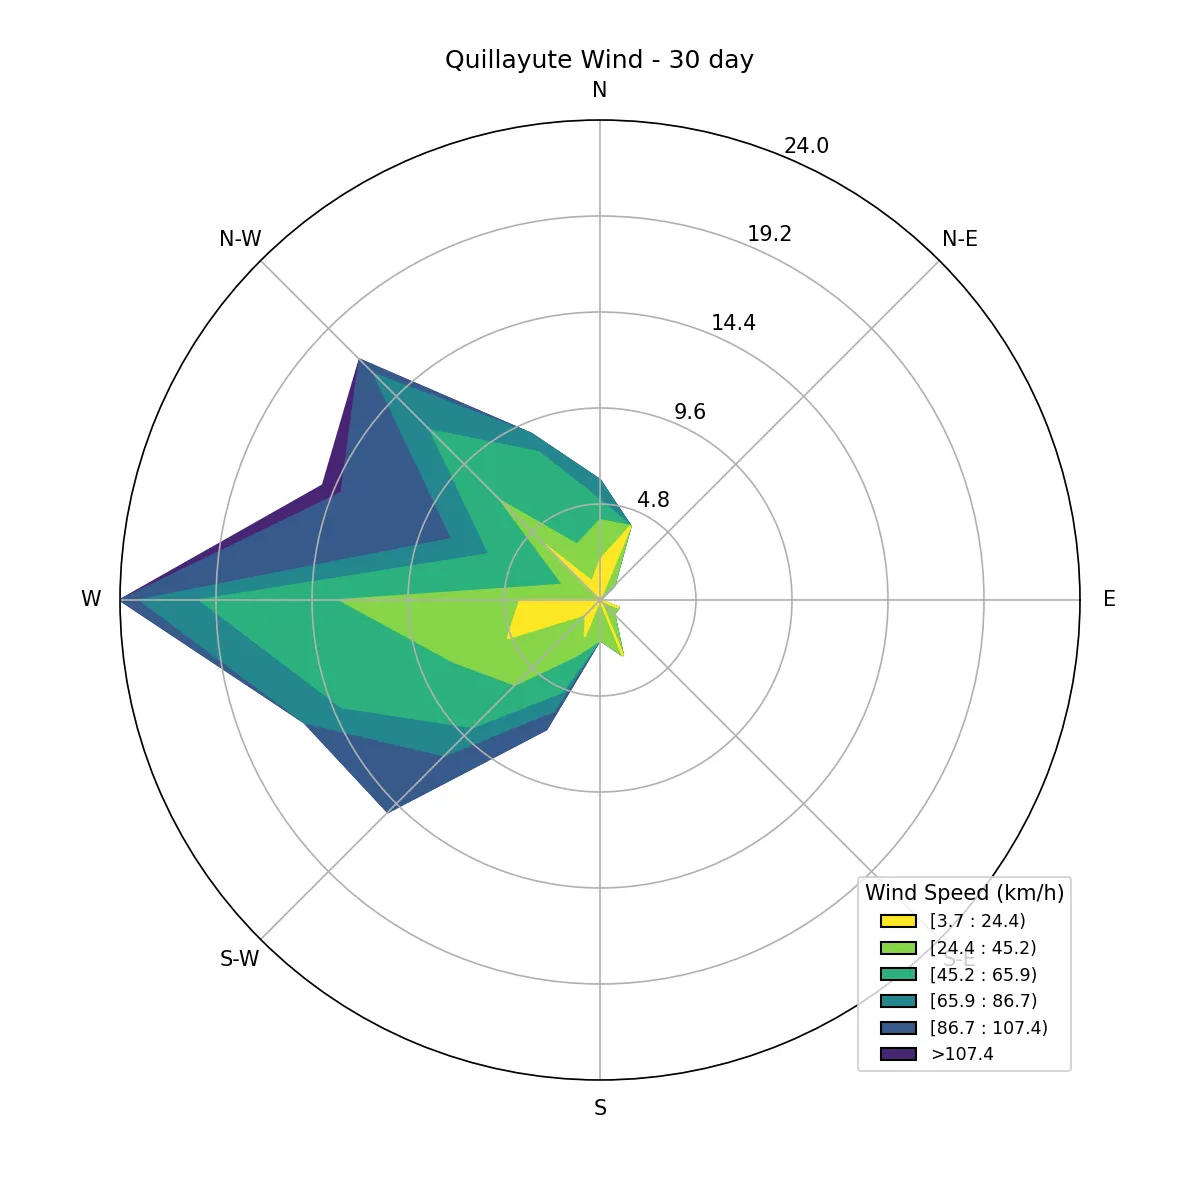 Quillayute Wind - 30 day
N
24.0
N-W
19.2
N-E
14.4
9.6
4.8
W
E
S-W
S-E
Wind Speed (km/h)
[3.7 : 24.4)
[24.4 : 45.2)
[45.2 : 65.9)
[65.9 : 86.7)
[86.7 : 107.4)
>107.4
S